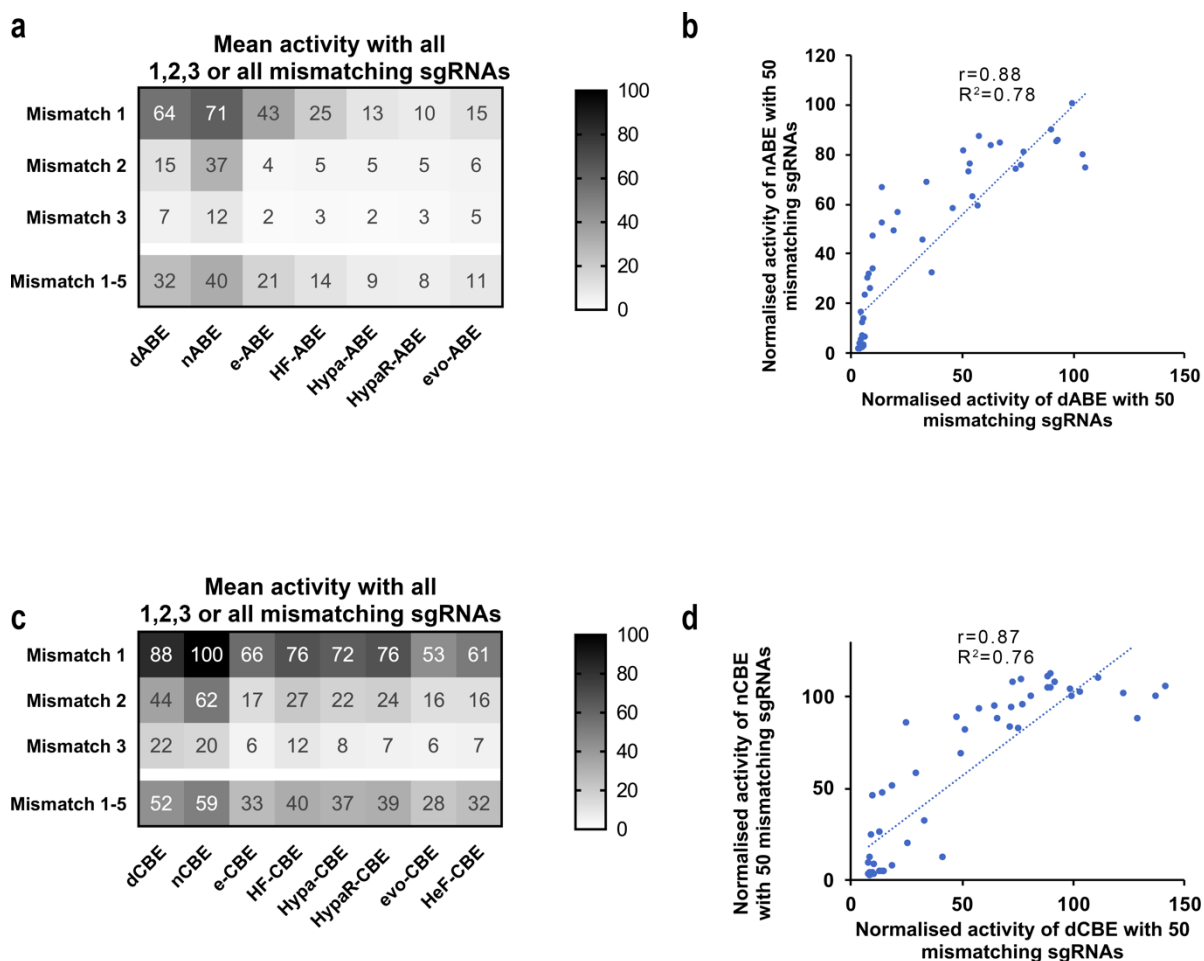 a
Mean activity with all
1,2,3 or all mismatching sgRNAs
Mismatch 1
64 71 43 25 13 10 15
Mismatch 2
15 37 4 5 5 5 6
Mismatch 3
7 12 2 3 2 3 5
Mismatch 1-5
32 40 21 14 9 8 11
dABE nABE e-ABE HF-ABE Hypa-ABE HypaR-ABE evo-ABE
100
80
60
40
20
0
b
r=0.88
R²=0.78
Normalised activity of nABE with 50
mismatching sgRNAs
120
100
80
60
40
20
0
0 50 100 150
Normalised activity of dABE with 50
mismatching sgRNAs
c
Mean activity with all
1,2,3 or all mismatching sgRNAs
Mismatch 1
88 100 66 76 72 76 53 61
Mismatch 2
44 62 17 27 22 24 16 16
Mismatch 3
22 20 6 12 8 7 6 7
Mismatch 1-5
52 59 33 40 37 39 28 32
dCBE nCBE e-CBE HF-CBE Hypa-CBE HypaR-CBE evo-CBE HeF-CBE
100
80
60
40
20
0
d
r=0.87
R²=0.76
Normalised activity of nCBE
with 50 mismatching sgRNAs
150
100
50
0
0 50 100 150
Normalised activity of dCBE with 50
mismatching sgRNAs